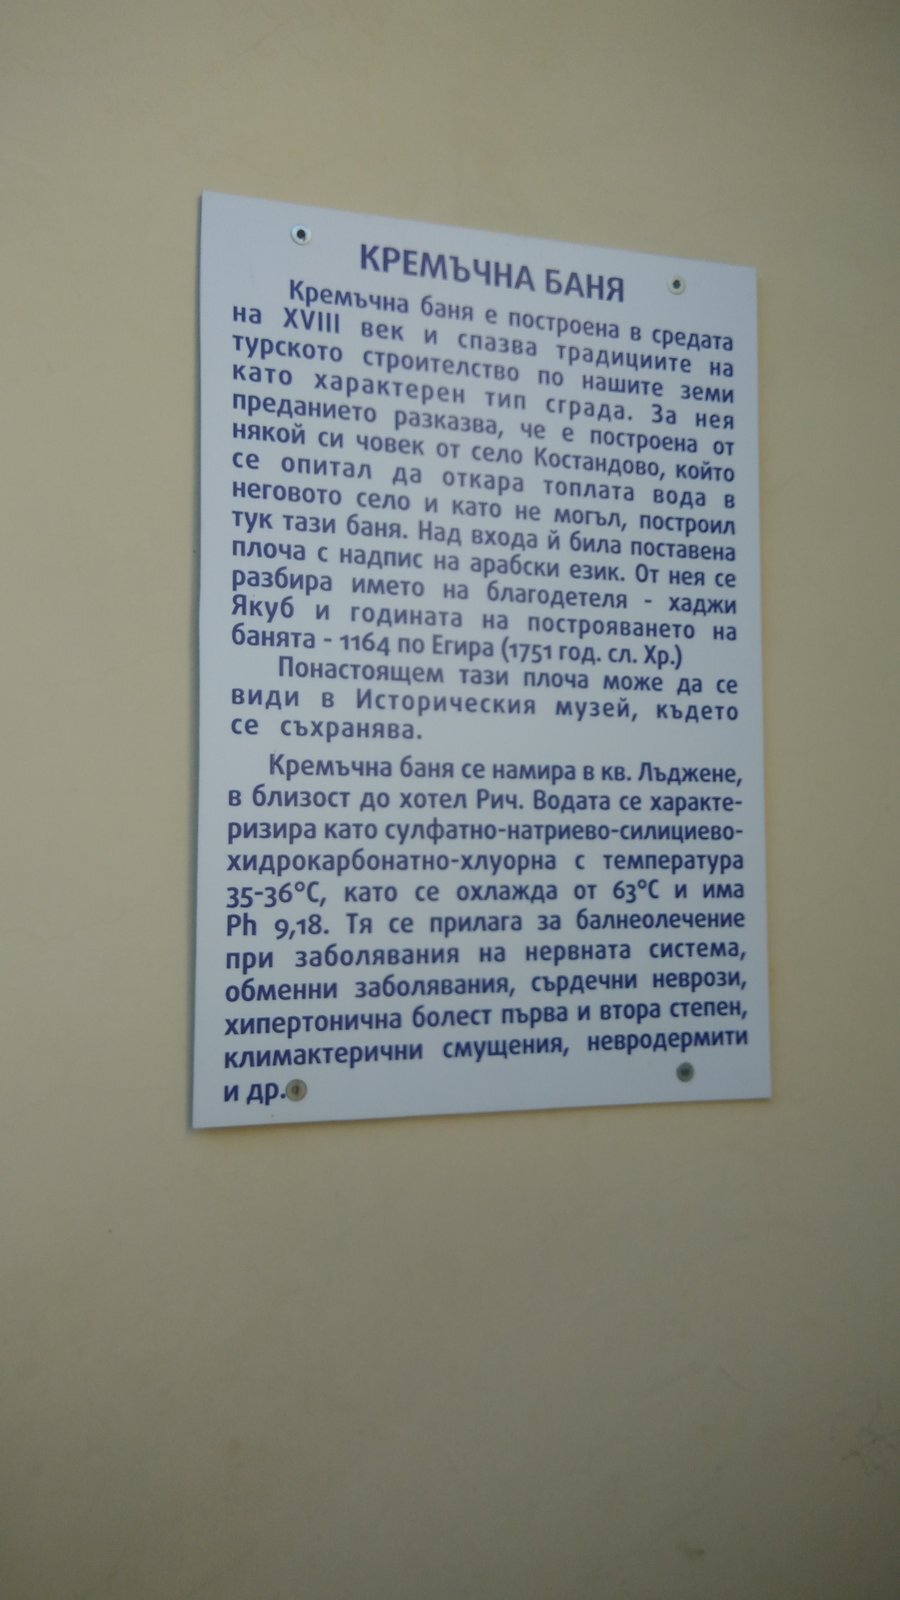 КРЕМЪЧНА БАНЯ
Кремъчна баня е построена в средата
на XVIII век и спазва традициите на
турското строителство по нашите земи
като характерен тип сграда. За нея
преданието разказва, че е построена от
някой си човек от село Костандово, който
се опитал да откара топлата вода в
неговото село и като не могъл, построил
тук тази баня. Над входа й била поставена
плоча с надпис на арабски език. От нея се
разбира името на благодетеля - хаджи
Якуб и годината на построяването на
банята - 1164 по Егира (1751 год. сл. Хр.)
Понастоящем тази плоча може да се
види в Историческия музей, където
се съхранява.
Кремъчна баня се намира в кв. Лъджене,
в близост до хотел Рич. Водата се характе-
ризира като сулфатно-натриево-силициево-
хидрокарбонатно-хлуорна с температура
35-36°C, като се охлажда от 63°C и има
Ph 9,18. Тя се прилага за балнеолечение
при заболявания на нервната система,
обменни заболявания, сърдечни неврози,
хипертонична болест първа и втора степен,
климактерични смущения, невродермити
и др.